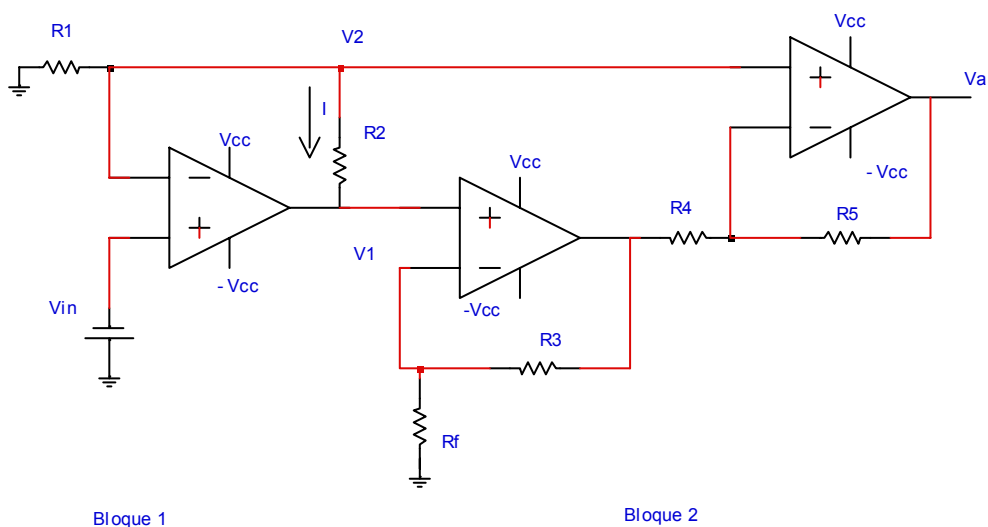 R1
V2
Vcc
Va
I
R2
Vcc
Vcc
- Vcc
R4
R5
V1
- Vcc
Vin
-Vcc
R3
Rf
Bloque 1
Bloque 2